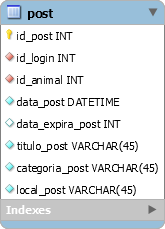 post
id_post INT
id_login INT
id_animal INT
data_post DATETIME
data_expira_post INT
titulo_post VARCHAR(45)
categoria_post VARCHAR(45)
local_post VARCHAR(45)
Indexes